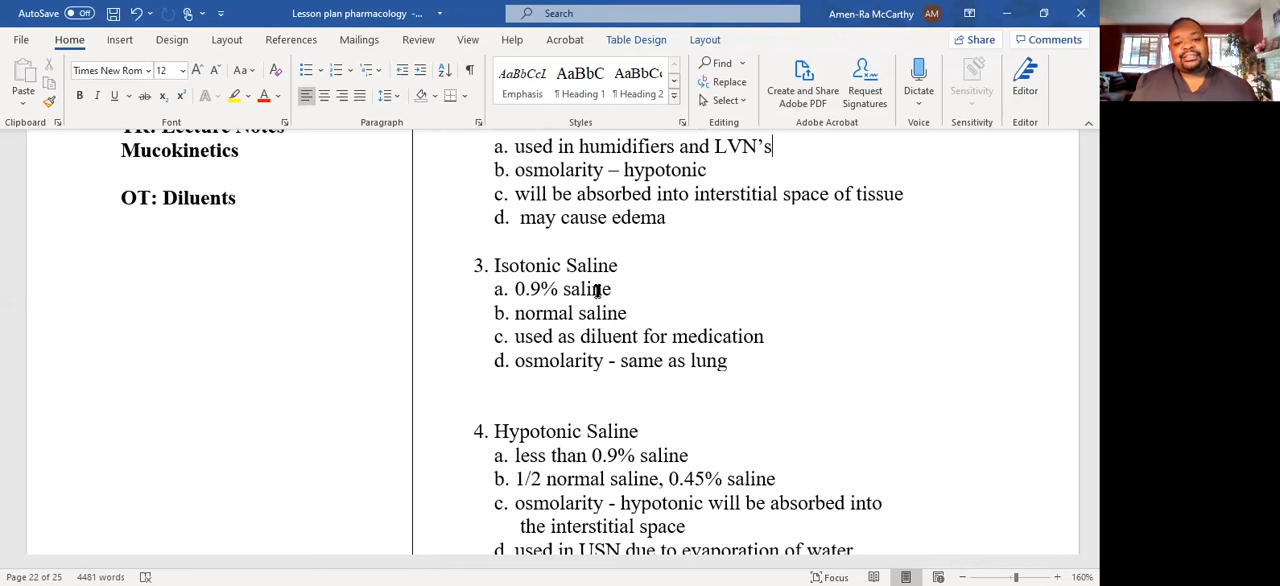 AutoSave Off Lesson plan pharmacology -... Search Amen-Ra McCarthy AM
File Home Insert Design Layout References Mailings Review View Help Acrobat Table Design Layout Share Comments
Paste Times New Rom 12 Aa AaBbCcI AaBbC AaBbCc Find
Emphasis ¶ Heading 1 ¶ Heading 2 Replace
Select Create and Share Adobe PDF Request Signatures Dictate Sensitivity Editor
Clipboard Font Paragraph Styles Editing Adobe Acrobat Voice Sensitivity Editor
TR: Lecture Notes
Mucokinetics
OT: Diluents
a. used in humidifiers and LVN's
b. osmolarity – hypotonic
c. will be absorbed into interstitial space of tissue
d. may cause edema
3. Isotonic Saline
a. 0.9% saline
b. normal saline
c. used as diluent for medication
d. osmolarity - same as lung
4. Hypotonic Saline
a. less than 0.9% saline
b. 1/2 normal saline, 0.45% saline
c. osmolarity - hypotonic will be absorbed into
the interstitial space
d. used in USN due to evaporation of water
Page 22 of 25 4481 words Focus 160%